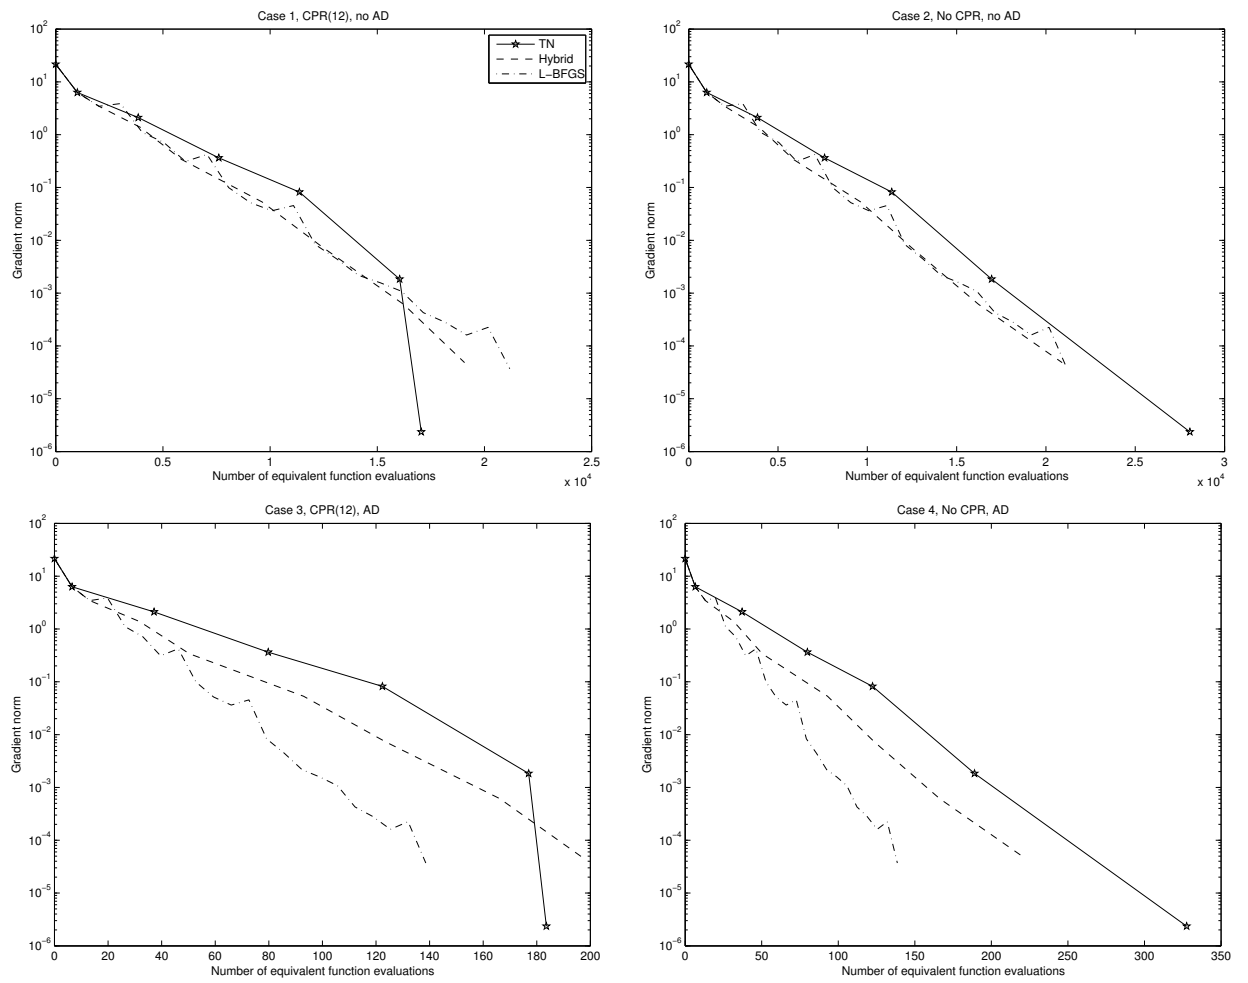 Case 1, CPR(12), no AD
10^2
10^1
10^0
10^−1
10^−2
10^−3
10^−4
10^−5
10^−6
Gradient norm
TN
Hybrid
L−BFGS
0 0.5 1 1.5 2 2.5
Number of equivalent function evaluations
x 10^4
Case 2, No CPR, no AD
10^2
10^1
10^0
10^−1
10^−2
10^−3
10^−4
10^−5
10^−6
Gradient norm
0 0.5 1 1.5 2 2.5 3
Number of equivalent function evaluations
x 10^4
Case 3, CPR(12), AD
10^2
10^1
10^0
10^−1
10^−2
10^−3
10^−4
10^−5
10^−6
Gradient norm
0 20 40 60 80 100 120 140 160 180 200
Number of equivalent function evaluations
Case 4, No CPR, AD
10^2
10^1
10^0
10^−1
10^−2
10^−3
10^−4
10^−5
10^−6
Gradient norm
0 50 100 150 200 250 300 350
Number of equivalent function evaluations